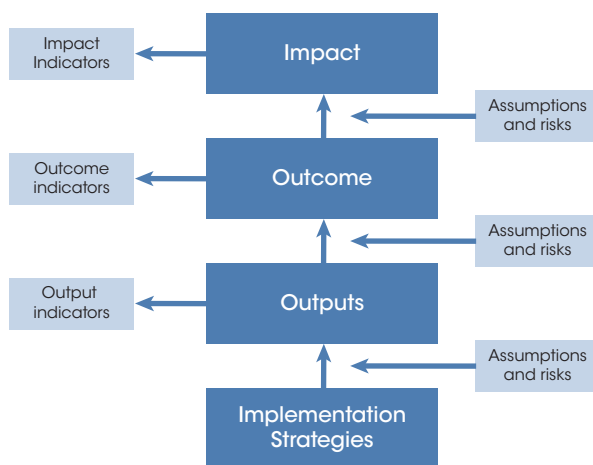 Impact
Indicators
Impact
Assumptions
and risks
Outcome
indicators
Outcome
Assumptions
and risks
Output
indicators
Outputs
Assumptions
and risks
Implementation
Strategies